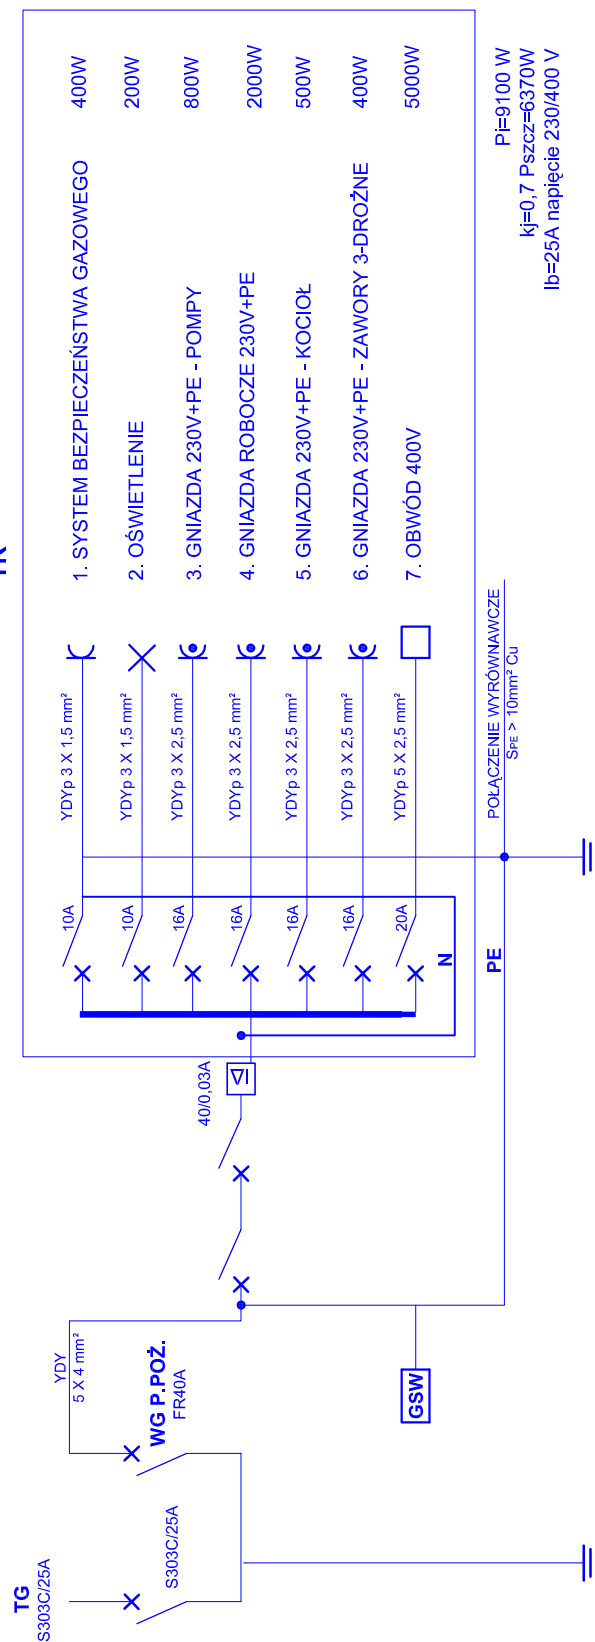 TG
S303C/25A
S303C/25A
YDY
5 X 4 mm²
WG P.POŻ.
FR40A
GSW
40/0,03A
N
PE
10A
YDYp 3 X 1,5 mm²
1. SYSTEM BEZPIECZEŃSTWA GAZOWEGO
400W
10A
YDYp 3 X 1,5 mm²
2. OŚWIETLENIE
200W
16A
YDYp 3 X 2,5 mm²
3. GNIAZDA 230V+PE - POMPY
800W
16A
YDYp 3 X 2,5 mm²
4. GNIAZDA ROBOCZE 230V+PE
2000W
16A
YDYp 3 X 2,5 mm²
5. GNIAZDA 230V+PE - KOCIOŁ
500W
16A
YDYp 3 X 2,5 mm²
6. GNIAZDA 230V+PE - ZAWORY 3-DROŻNE
400W
20A
YDYp 5 X 2,5 mm²
7. OBWÓD 400V
5000W
POŁĄCZENIE WYRÓWNAWCZE
SPE > 10mm² Cu
Pi=9100 W
kj=0,7 Pszcz=6370W
Ib=25A napięcie 230/400 V